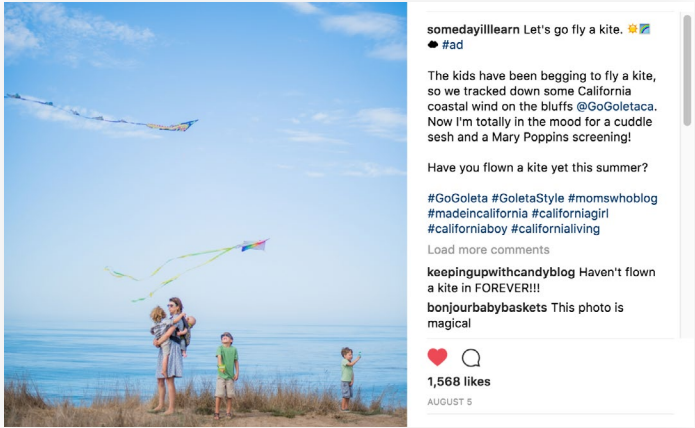 somedayilllearn Let's go fly a kite. ☀️🌠
☁️ #ad
The kids have been begging to fly a kite,
so we tracked down some California
coastal wind on the bluffs @GoGoletaca.
Now I'm totally in the mood for a cuddle
sesh and a Mary Poppins screening!
Have you flown a kite yet this summer?
#GoGoleta #GoletaStyle #momswhoblog
#madeincalifornia #californiagirl
#californiaboy #californialiving
Load more comments
keepingupwithcandyblog Haven't flown
a kite in FOREVER!!!
bonjourbabybaskets This photo is
magical
1,568 likes
AUGUST 5